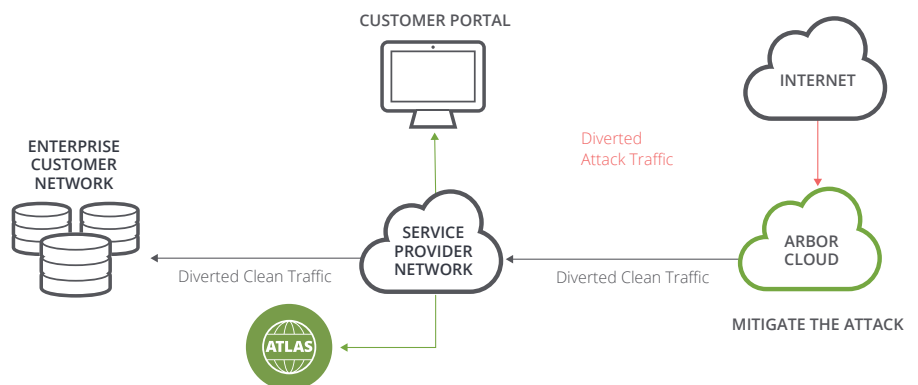 CUSTOMER PORTAL
INTERNET
Diverted
Attack Traffic
ENTERPRISE
CUSTOMER
NETWORK
SERVICE
PROVIDER
NETWORK
ARBOR
CLOUD
Diverted Clean Traffic
Diverted Clean Traffic
MITIGATE THE ATTACK
ATLAS